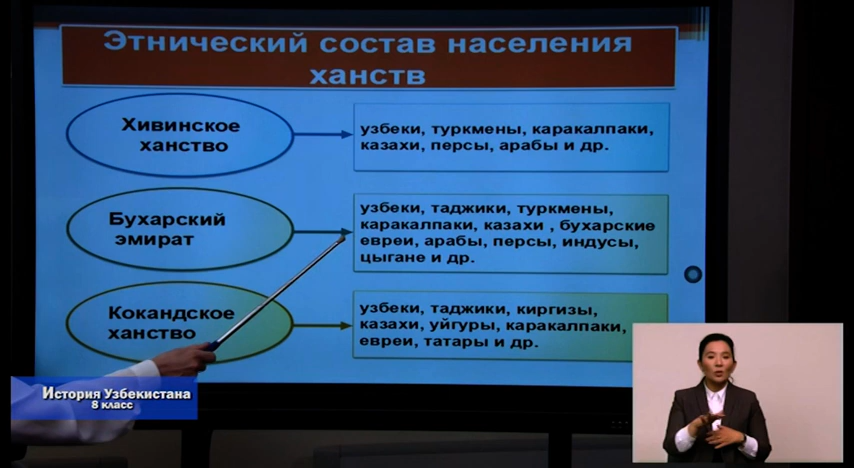 Этнический состав населения
ханств
Хивинское
ханство
узбеки, туркмены, каракалпаки,
казахи, персы, арабы и др.
Бухарский
эмират
узбеки, таджики, туркмены,
каракалпаки, казахи , бухарские
евреи, арабы, персы, индусы,
цыгане и др.
Кокандское
ханство
узбеки, таджики, киргизы,
казахи, уйгуры, каракалпаки,
евреи, татары и др.
История Узбекистана
8 класс